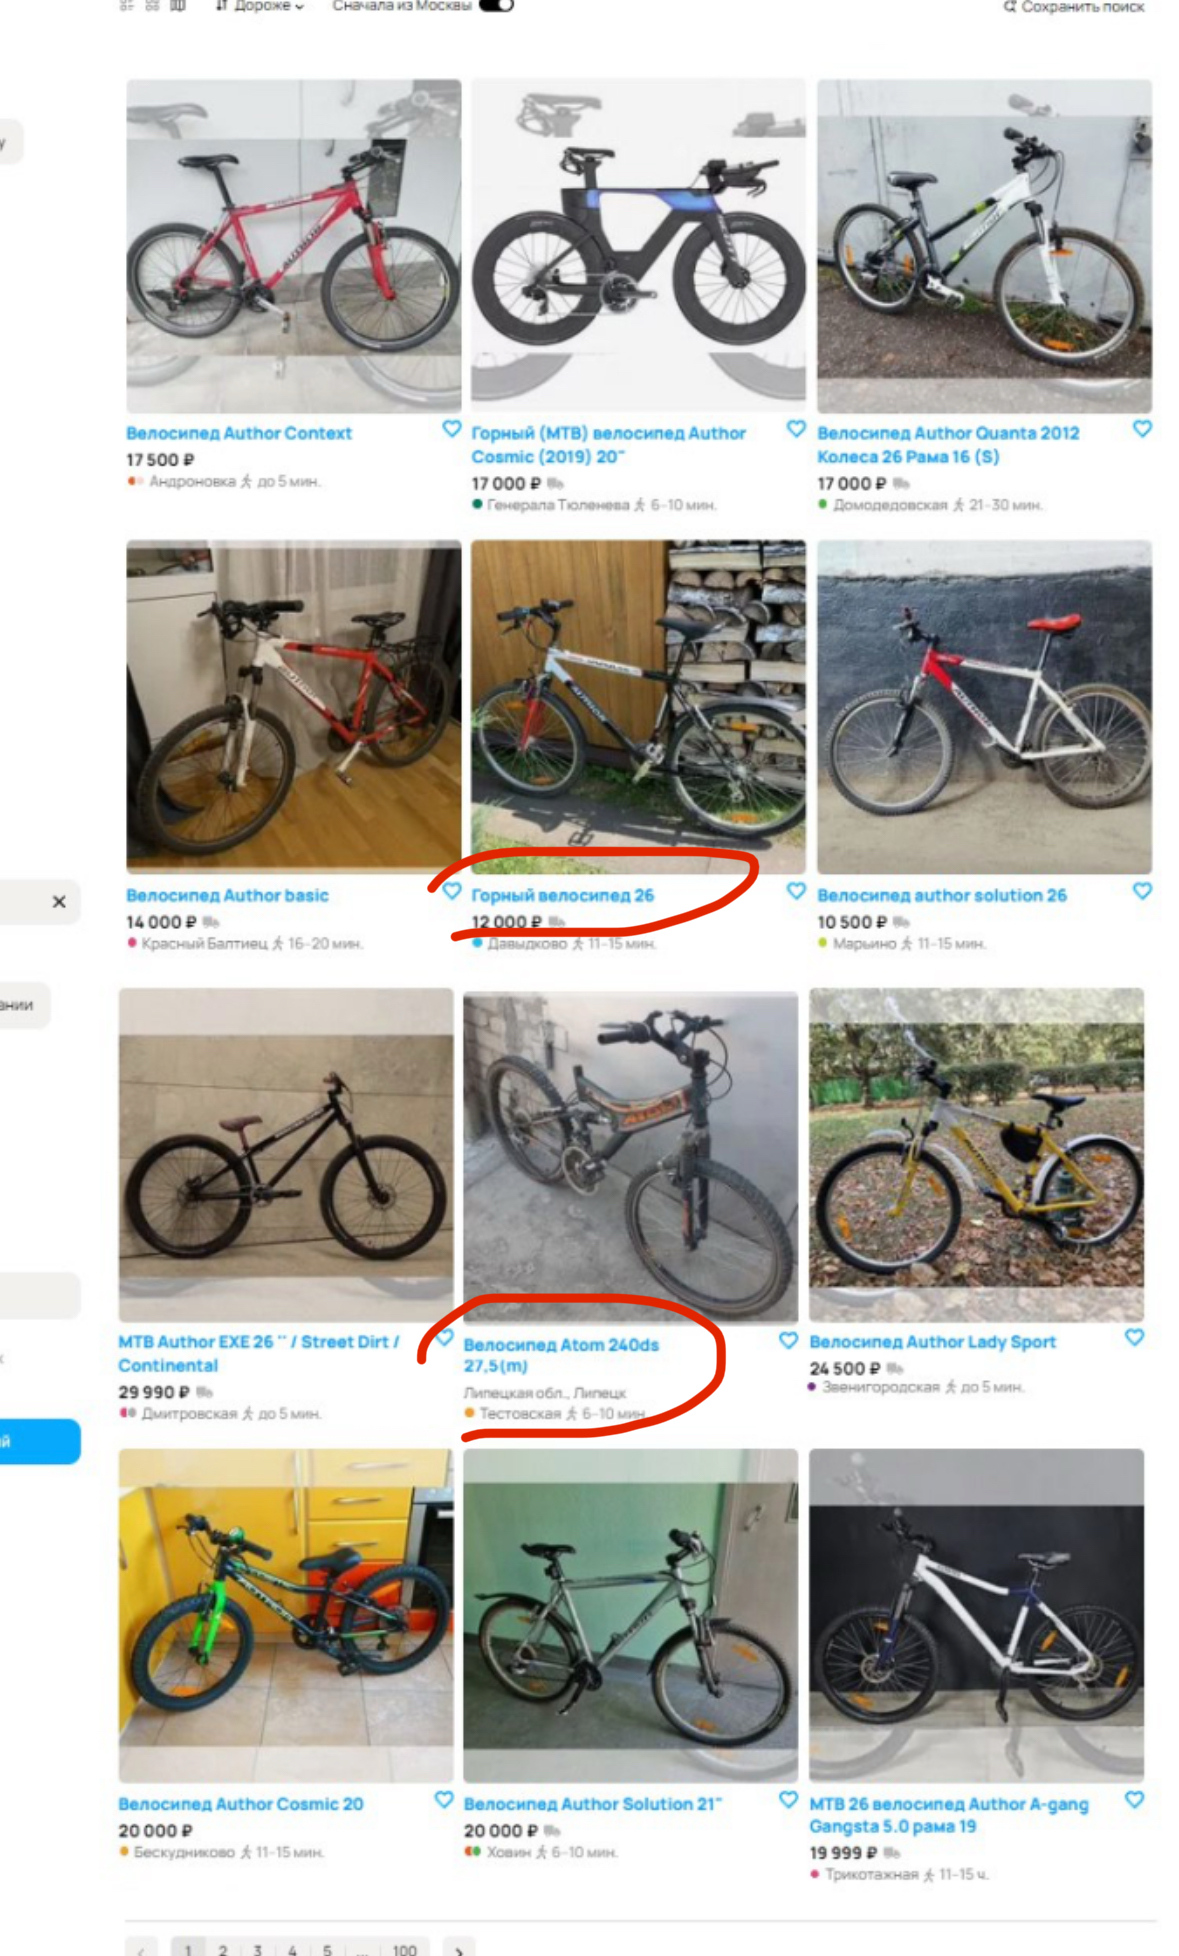 Дороже
Сначала из Москвы
Сохранить поиск
Велосипед Author Context
17 500 ₽
Андроновка до 5 мин.
Горный (MTB) велосипед Author
Cosmic (2019) 20"
17 000 ₽
Генерала Тюленева 6–10 мин.
Велосипед Author Quanta 2012
Колеса 26 Рама 16 (S)
17 000 ₽
Домодедовская 21–30 мин.
Велосипед Author basic
14 000 ₽
Красный Балтиец 16–20 мин.
Горный велосипед 26
12 000 ₽
Давыдково 11–15 мин.
Велосипед author solution 26
10 500 ₽
Марьино 11–15 мин.
MTB Author EXE 26 '' / Street Dirt /
Continental
29 990 ₽
Дмитровская до 5 мин.
Велосипед Atom 240ds
27,5(m)
Липецкая обл., Липецк
Тестовская 6–10 мин.
Велосипед Author Lady Sport
24 500 ₽
Звенигородская до 5 мин.
Велосипед Author Cosmic 20
20 000 ₽
Бескудниково 11–15 мин.
Велосипед Author Solution 21"
20 000 ₽
Ховин 6–10 мин.
MTB 26 велосипед Author A-gang
Gangsta 5.0 рама 19
19 999 ₽
Трикотажная 11–15 ч.
1 2 3 4 5 ... 100